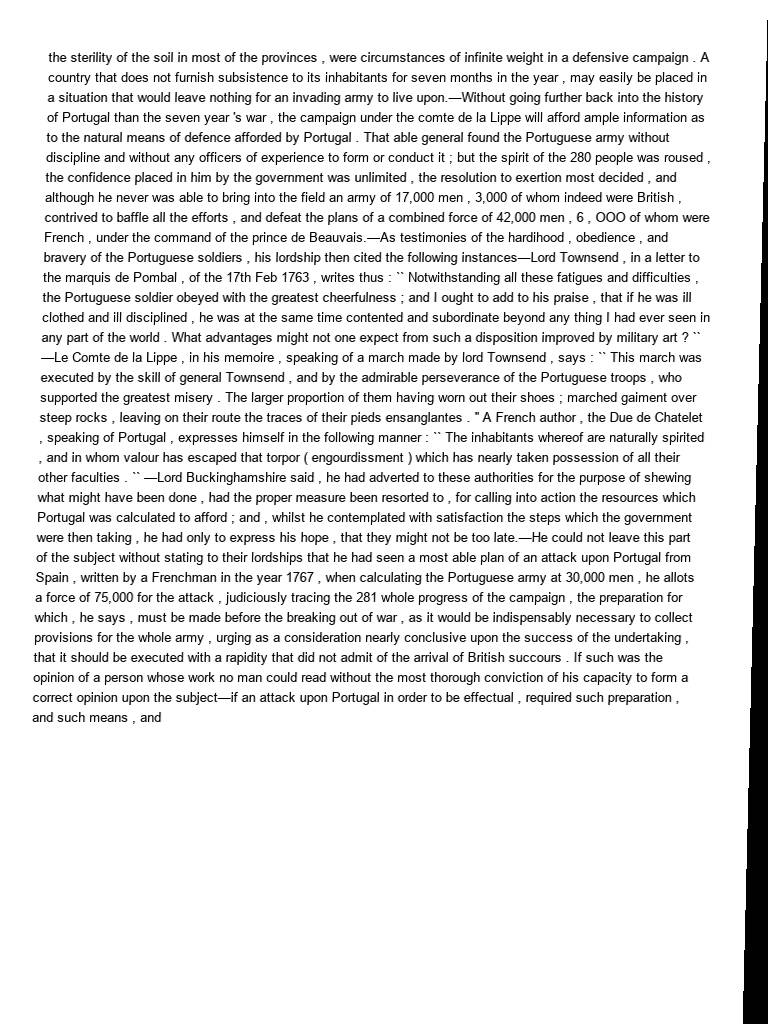 the sterility of the soil in most of the provinces , were circumstances of infinite weight in a defensive campaign . A
country that does not furnish subsistence to its inhabitants for seven months in the year , may easily be placed in
a situation that would leave nothing for an invading army to live upon.—Without going further back into the history
of Portugal than the seven year 's war , the campaign under the comte de la Lippe will afford ample information as
to the natural means of defence afforded by Portugal . That able general found the Portuguese army without
discipline and without any officers of experience to form or conduct it ; but the spirit of the 280 people was roused ,
the confidence placed in him by the government was unlimited , the resolution to exertion most decided , and
although he never was able to bring into the field an army of 17,000 men , 3,000 of whom indeed were British ,
contrived to baffle all the efforts , and defeat the plans of a combined force of 42,000 men , 6 , OOO of whom were
French , under the command of the prince de Beauvais.—As testimonies of the hardihood , obedience , and
bravery of the Portuguese soldiers , his lordship then cited the following instances—Lord Townsend , in a letter to
the marquis de Pombal , of the 17th Feb 1763 , writes thus : `` Notwithstanding all these fatigues and difficulties ,
the Portuguese soldier obeyed with the greatest cheerfulness ; and I ought to add to his praise , that if he was ill
clothed and ill disciplined , he was at the same time contented and subordinate beyond any thing I had ever seen in
any part of the world . What advantages might not one expect from such a disposition improved by military art ? ``
—Le Comte de la Lippe , in his memoire , speaking of a march made by lord Townsend , says : `` This march was
executed by the skill of general Townsend , and by the admirable perseverance of the Portuguese troops , who
supported the greatest misery . The larger proportion of them having worn out their shoes ; marched gaiment over
steep rocks , leaving on their route the traces of their pieds ensanglantes . " A French author , the Due de Chatelet
, speaking of Portugal , expresses himself in the following manner : `` The inhabitants whereof are naturally spirited
, and in whom valour has escaped that torpor ( engourdissment ) which has nearly taken possession of all their
other faculties . `` —Lord Buckinghamshire said , he had adverted to these authorities for the purpose of shewing
what might have been done , had the proper measure been resorted to , for calling into action the resources which
Portugal was calculated to afford ; and , whilst he contemplated with satisfaction the steps which the government
were then taking , he had only to express his hope , that they might not be too late.—He could not leave this part
of the subject without stating to their lordships that he had seen a most able plan of an attack upon Portugal from
Spain , written by a Frenchman in the year 1767 , when calculating the Portuguese army at 30,000 men , he allots
a force of 75,000 for the attack , judiciously tracing the 281 whole progress of the campaign , the preparation for
which , he says , must be made before the breaking out of war , as it would be indispensably necessary to collect
provisions for the whole army , urging as a consideration nearly conclusive upon the success of the undertaking ,
that it should be executed with a rapidity that did not admit of the arrival of British succours . If such was the
opinion of a person whose work no man could read without the most thorough conviction of his capacity to form a
correct opinion upon the subject—if an attack upon Portugal in order to be effectual , required such preparation ,
and such means , and